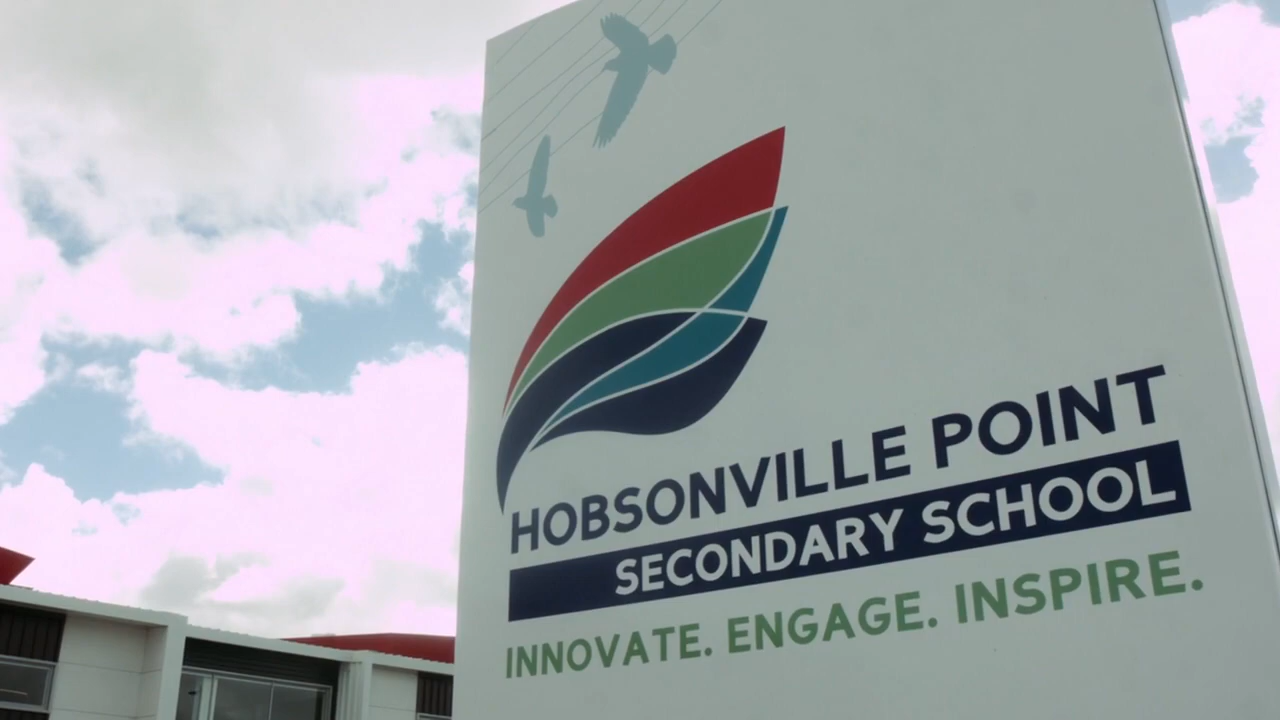 HOBSONVILLE POINT
SECONDARY SCHOOL
INNOVATE. ENGAGE. INSPIRE.